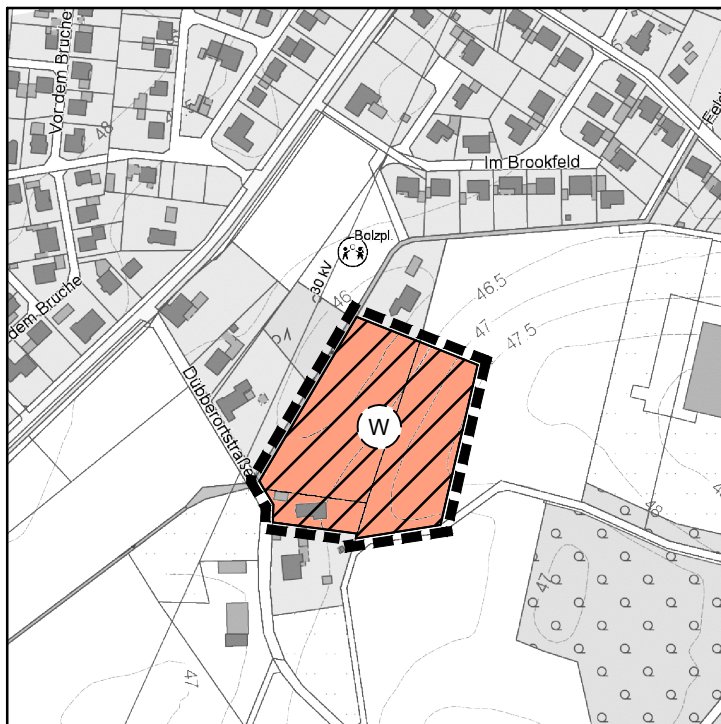 Vor dem Bruche
48
Im Brookfeld
Bolzpl.
30 KV
46
46.5
47
47.5
dem Bruche
Dübberortstraße
W
48
47
47